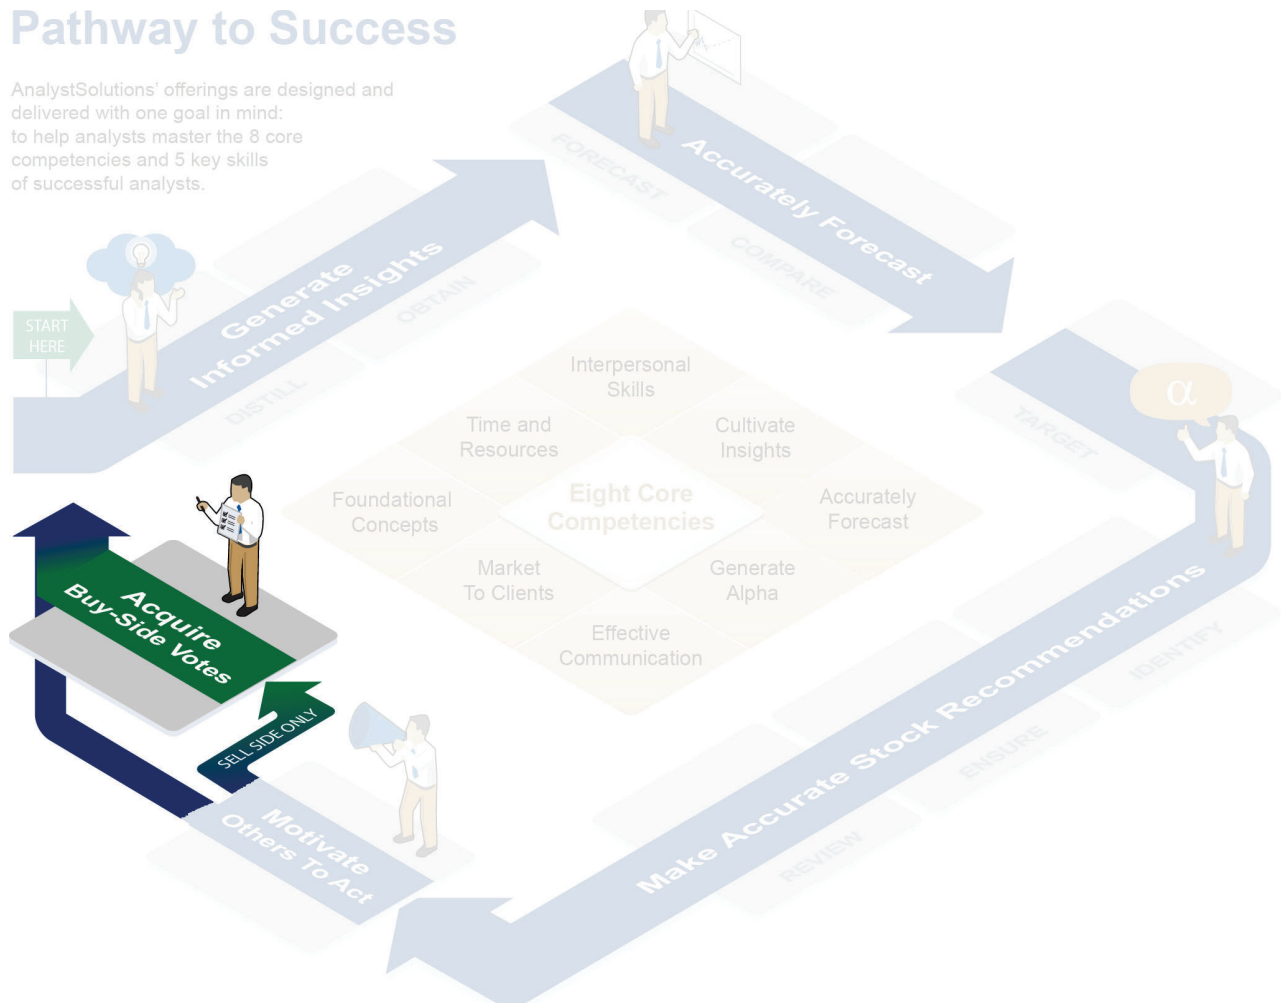 Pathway to Success
AnalystSolutions' offerings are designed and
delivered with one goal in mind:
to help analysts master the 8 core
competencies and 5 key skills
of successful analysts.
START
HERE
Generate
Informed Insights
DISTILL
OBTAIN
Accurately Forecast
FORECAST
COMPARE
TARGET
α
Make Accurate Stock Recommendations
IDENTIFY
ENSURE
REVIEW
Motivate
Others To Act
SELL SIDE ONLY
Acquire
Buy-Side Votes
Eight Core
Competencies
Interpersonal
Skills
Time and
Resources
Cultivate
Insights
Foundational
Concepts
Accurately
Forecast
Market
To Clients
Generate
Alpha
Effective
Communication